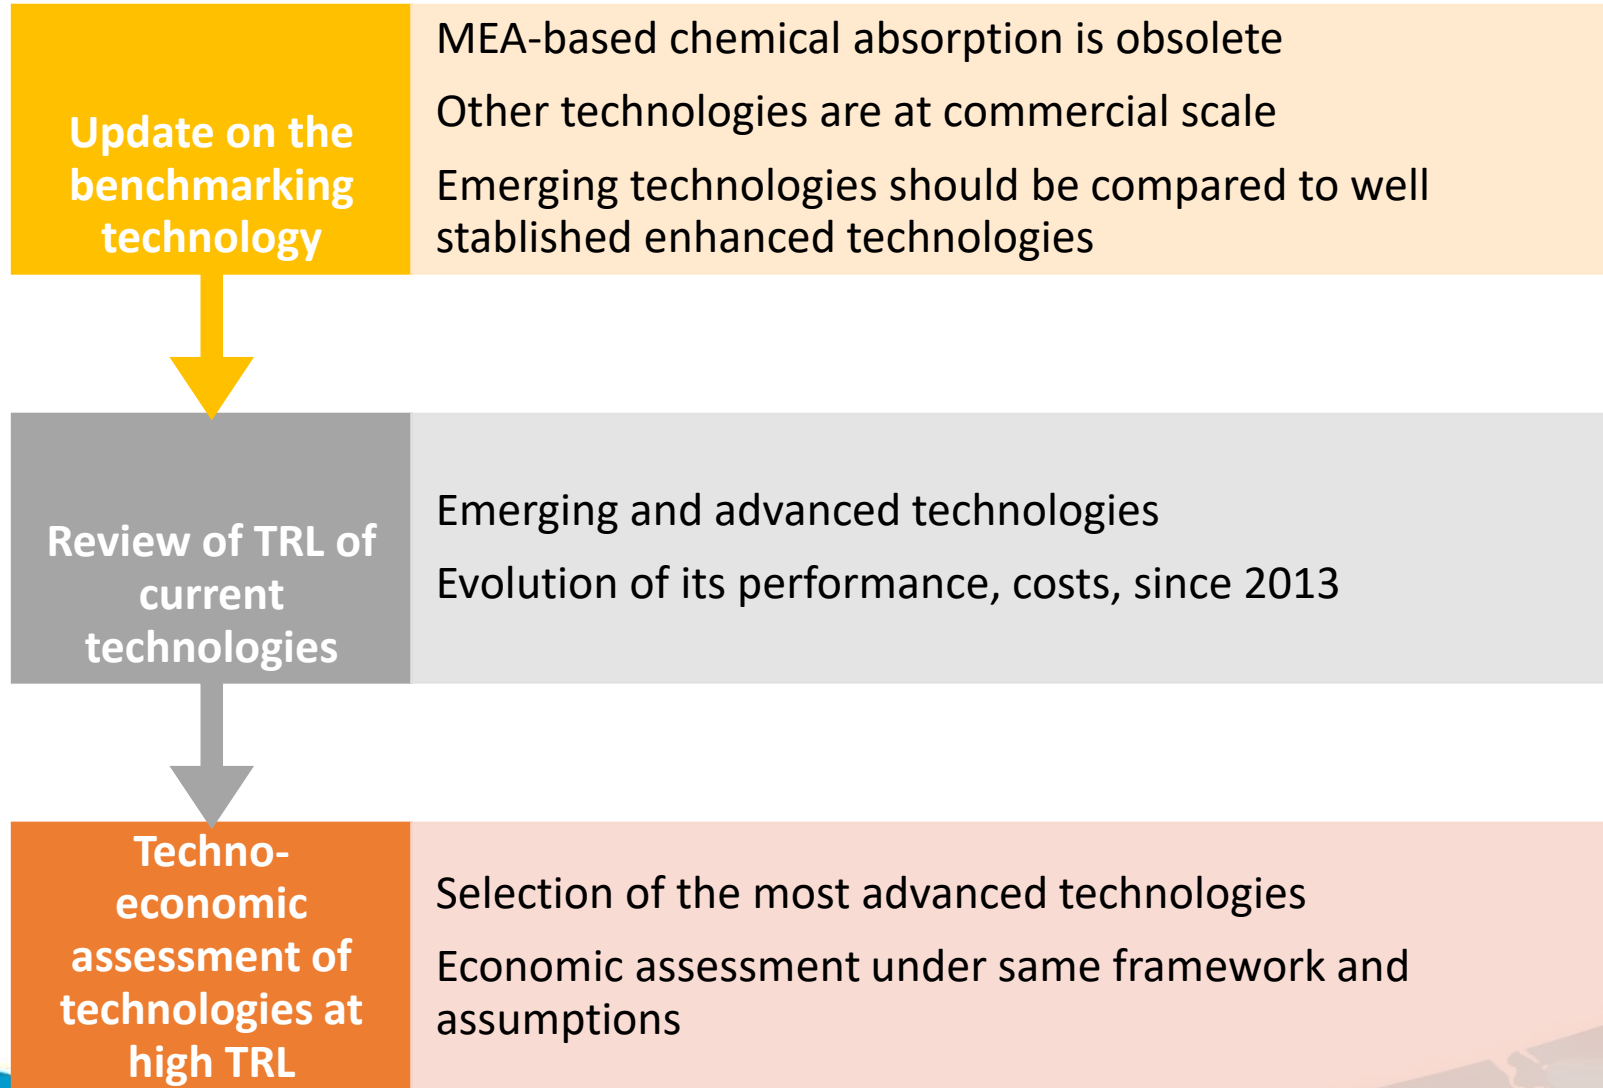 Update on the
benchmarking
technology
MEA-based chemical absorption is obsolete
Other technologies are at commercial scale
Emerging technologies should be compared to well
stablished enhanced technologies
Review of TRL of
current
technologies
Emerging and advanced technologies
Evolution of its performance, costs, since 2013
Techno-
economic
assessment of
technologies at
high TRL
Selection of the most advanced technologies
Economic assessment under same framework and
assumptions